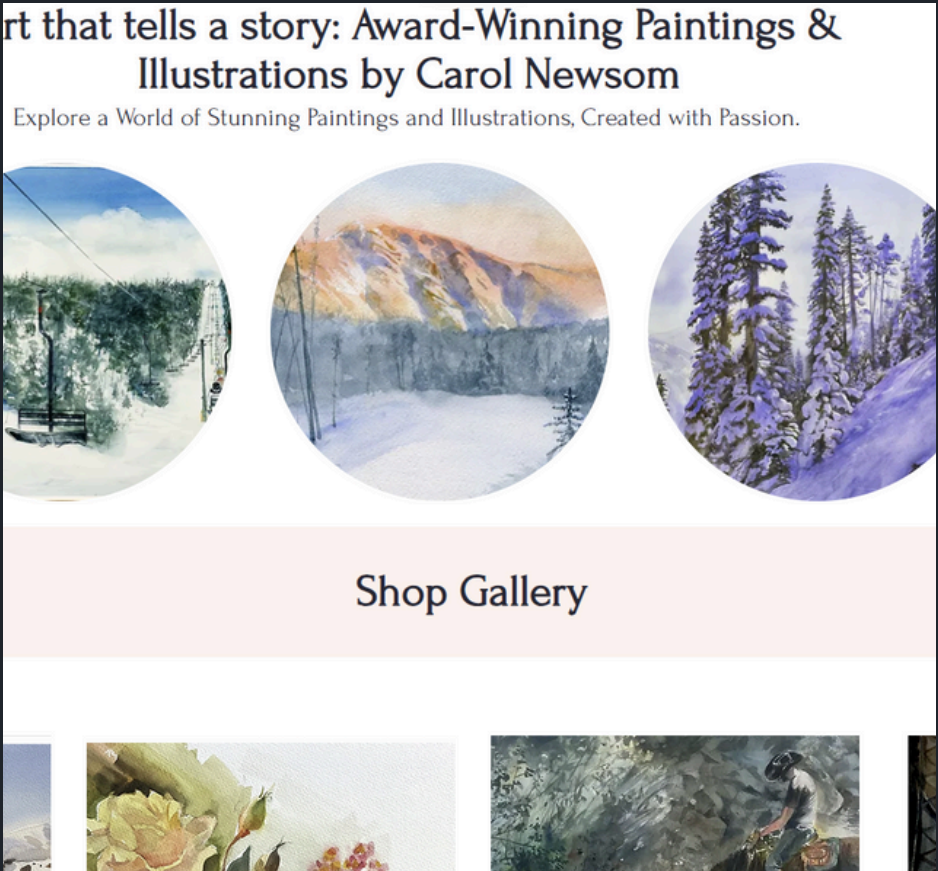 rt that tells a story: Award-Winning Paintings &
Illustrations by Carol Newsom
Explore a World of Stunning Paintings and Illustrations, Created with Passion.
Shop Gallery